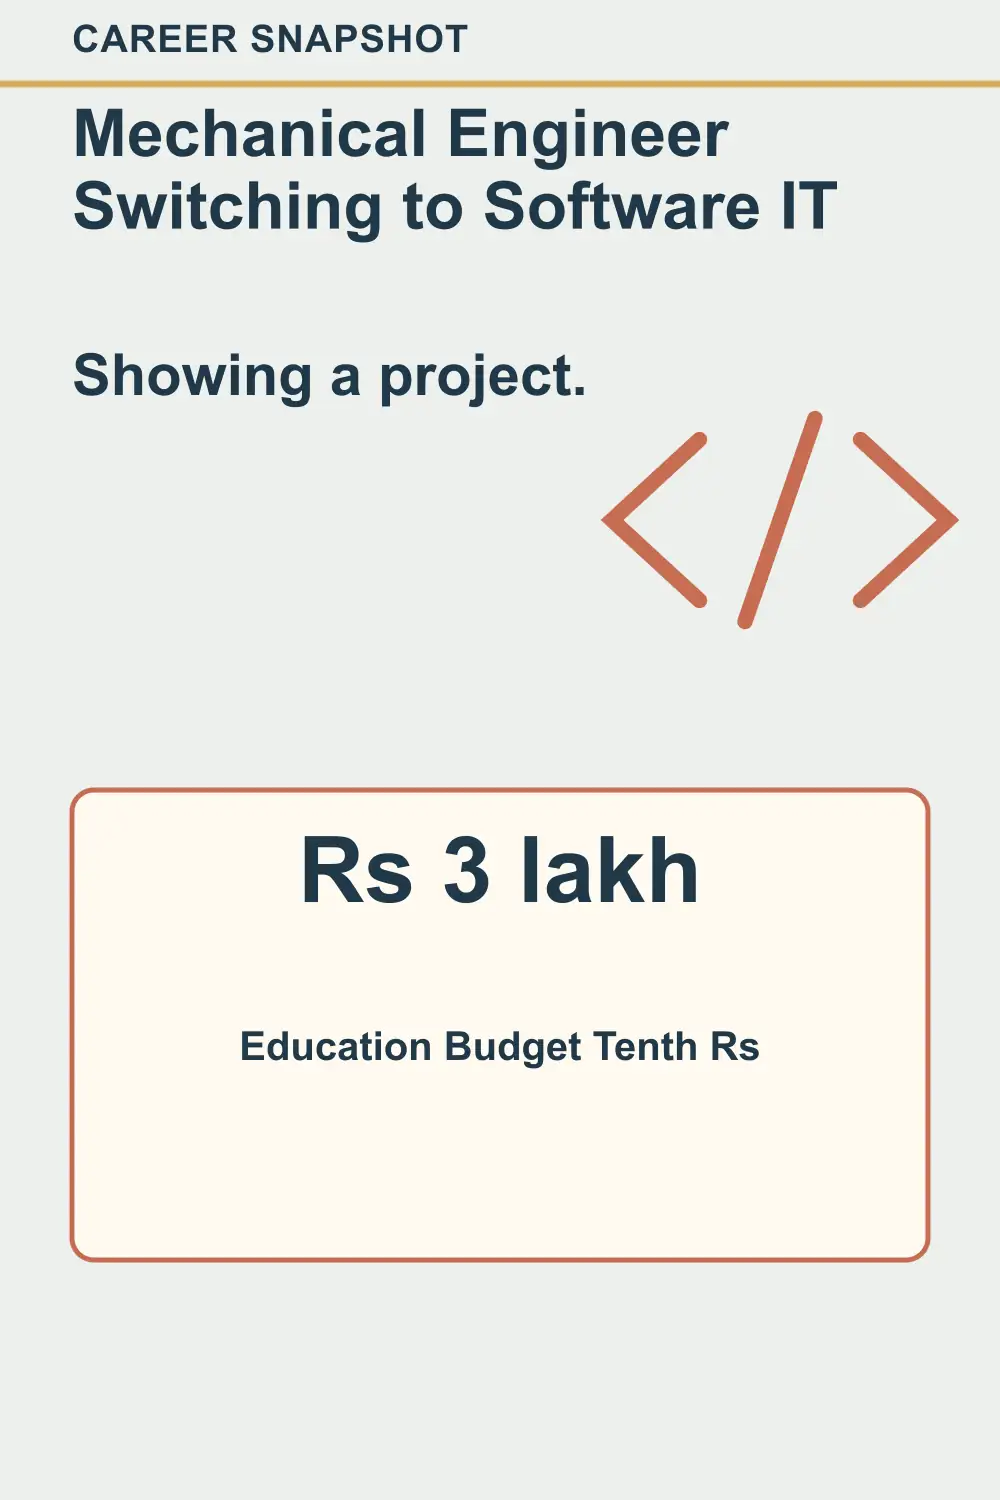 CAREER SNAPSHOT
Mechanical Engineer
Switching to Software IT
Showing a project.
</>
Rs 3 lakh
Education Budget Tenth Rs